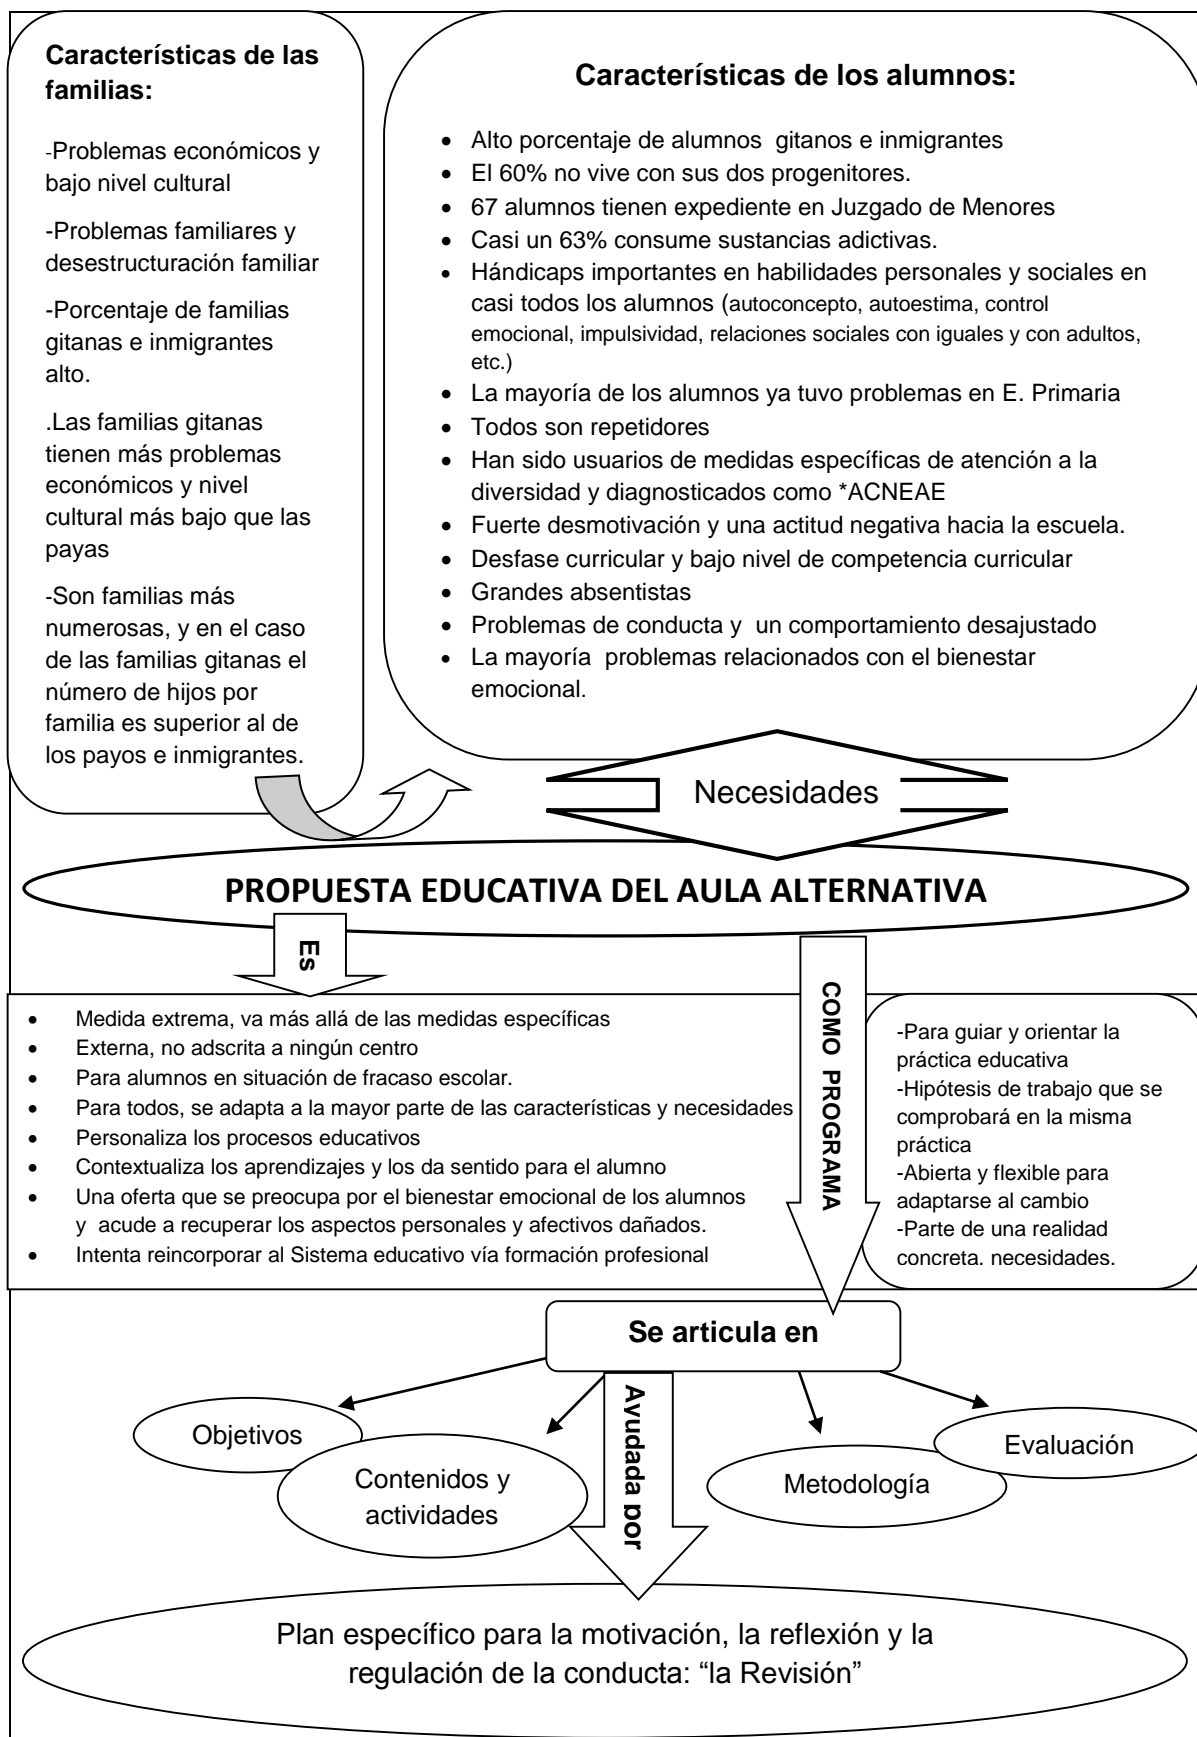 Características de las
familias:
-Problemas económicos y
bajo nivel cultural
-Problemas familiares y
desestructuración familiar
-Porcentaje de familias
gitanas e inmigrantes
alto.
.Las familias gitanas
tienen más problemas
económicos y nivel
cultural más bajo que las
payas
-Son familias más
numerosas, y en el caso
de las familias gitanas el
número de hijos por
familia es superior al de
los payos e inmigrantes.
Características de los alumnos:
• Alto porcentaje de alumnos gitanos e inmigrantes
• El 60% no vive con sus dos progenitores.
• 67 alumnos tienen expediente en Juzgado de Menores
• Casi un 63% consume sustancias adictivas.
• Hándicaps importantes en habilidades personales y sociales en
casi todos los alumnos (autoconcepto, autoestima, control
emocional, impulsividad, relaciones sociales con iguales y con adultos,
etc.)
• La mayoría de los alumnos ya tuvo problemas en E. Primaria
• Todos son repetidores
• Han sido usuarios de medidas específicas de atención a la
diversidad y diagnosticados como *ACNEAE
• Fuerte desmotivación y una actitud negativa hacia la escuela.
• Desfase curricular y bajo nivel de competencia curricular
• Grandes absentistas
• Problemas de conducta y un comportamiento desajustado
• La mayoría problemas relacionados con el bienestar
emocional.
Necesidades
PROPUESTA EDUCATIVA DEL AULA ALTERNATIVA
Es
• Medida extrema, va más allá de las medidas específicas
• Externa, no adscrita a ningún centro
• Para alumnos en situación de fracaso escolar.
• Para todos, se adapta a la mayor parte de las características y necesidades
• Personaliza los procesos educativos
• Contextualiza los aprendizajes y los da sentido para el alumno
• Una oferta que se preocupa por el bienestar emocional de los alumnos
y acude a recuperar los aspectos personales y afectivos dañados.
• Intenta reincorporar al Sistema educativo vía formación profesional
COMO PROGRAMA
-Para guiar y orientar la
práctica educativa
-Hipótesis de trabajo que se
comprobará en la misma
práctica
-Abierta y flexible para
adaptarse al cambio
-Parte de una realidad
concreta. necesidades.
Se articula en
Objetivos
Contenidos y
actividades
Ayudada por
Metodología
Evaluación
Plan específico para la motivación, la reflexión y la
regulación de la conducta: “la Revisión”